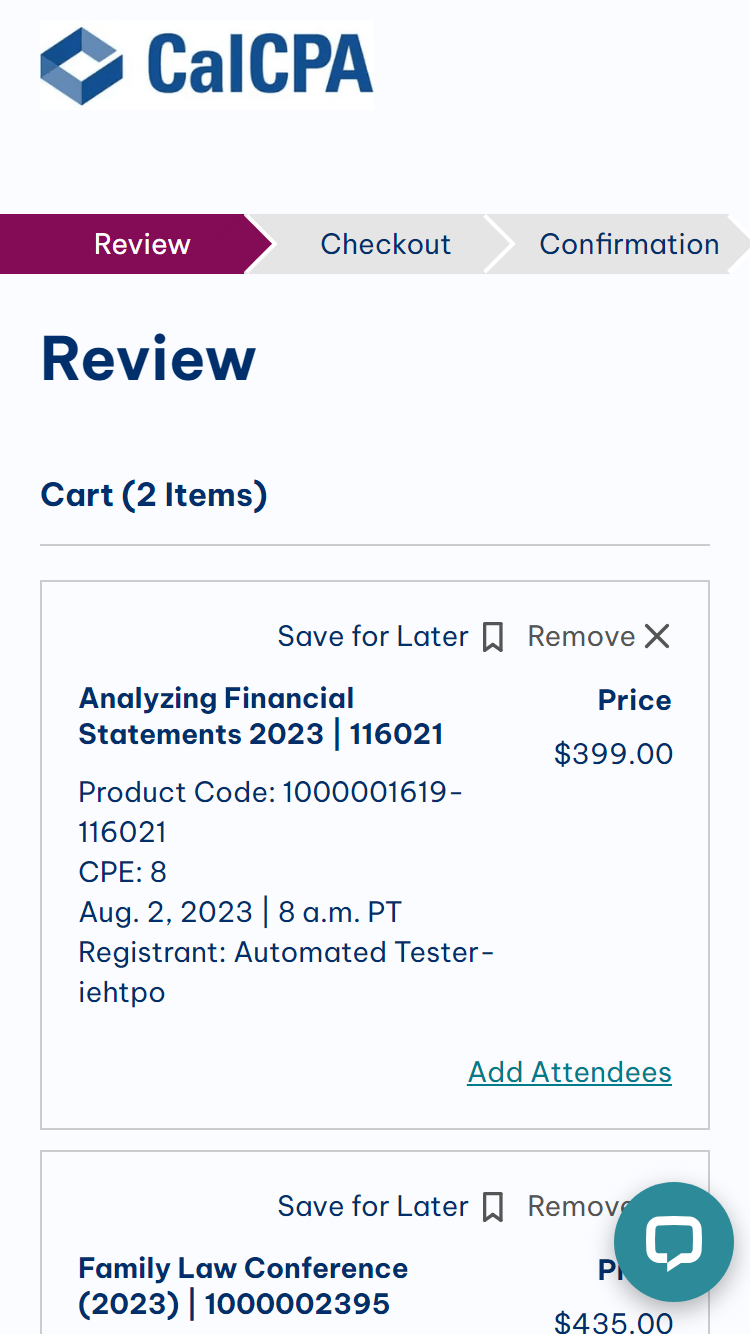 CalCPA
Review
Checkout
Confirmation
Review
Cart (2 Items)
Save for Later
Remove
Analyzing Financial
Statements 2023 | 116021
Price
$399.00
Product Code: 1000001619-
116021
CPE: 8
Aug. 2, 2023 | 8 a.m. PT
Registrant: Automated Tester-
iehtpo
Add Attendees
Save for Later
Remove
Family Law Conference
(2023) | 1000002395
$435.00